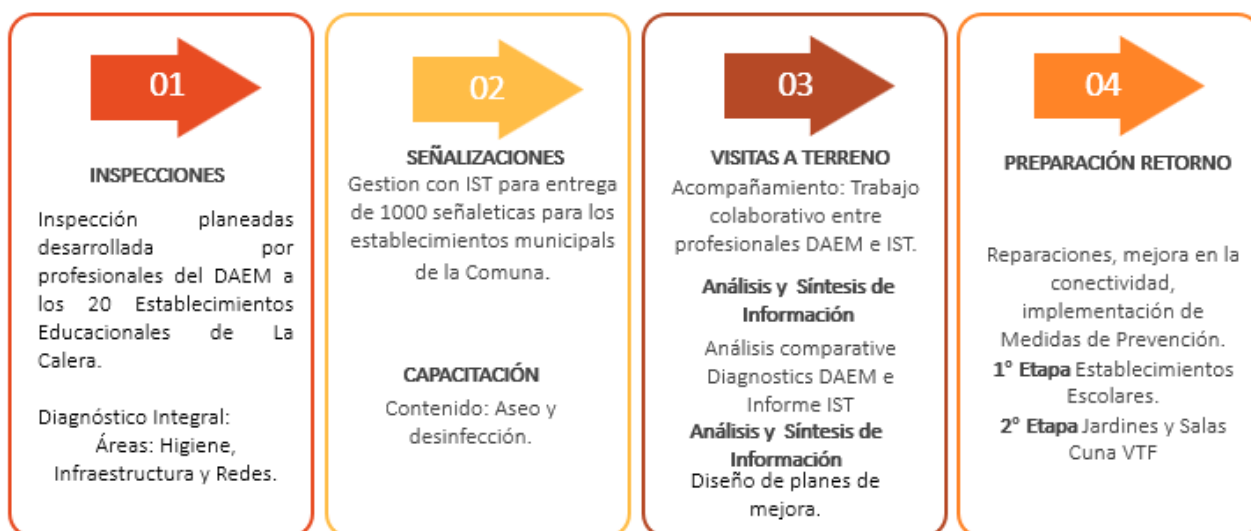 01
INSPECCIONES
Inspección planeadas
desarrollada por
profesionales del DAEM a
los 20 Establecimientos
Educacionales de La
Calera.
Diagnóstico Integral:
Áreas: Higiene,
Infraestructura y Redes.
02
SEÑALIZACIONES
Gestion con IST para entrega
de 1000 señaleticas para los
establecimientos municipals
de la Comuna.
CAPACITACIÓN
Contenido: Aseo y
desinfección.
03
VISITAS A TERRENO
Acompañamiento: Trabajo
colaborativo entre
profesionales DAEM e IST.
Análisis y Síntesis de
Información
Análisis comparative
Diagnostics DAEM e
Informe IST
Análisis y Síntesis de
Información
Diseño de planes de
mejora.
04
PREPARACIÓN RETORNO
Reparaciones, mejora en la
conectividad,
implementación de
Medidas de Prevención.
1° Etapa Establecimientos
Escolares.
2° Etapa Jardines y Salas
Cuna VTF